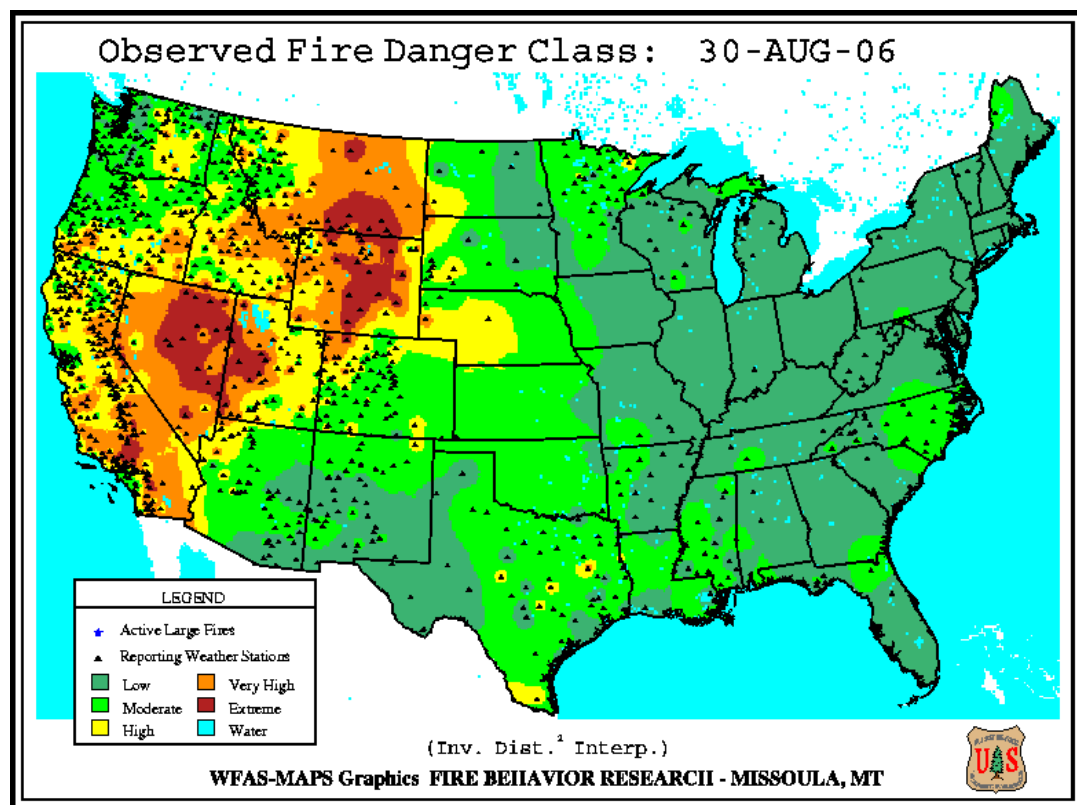 Observed Fire Danger Class: 30-AUG-06
LEGEND
Active Large Fires
Reporting Weather Stations
Low
Very High
Moderate
Extreme
High
Water
(Inv. Dist.² Interp.)
WFAS-MAPS Graphics FIRE BEHAVIOR RESEARCH - MISSOULA, MT
U S